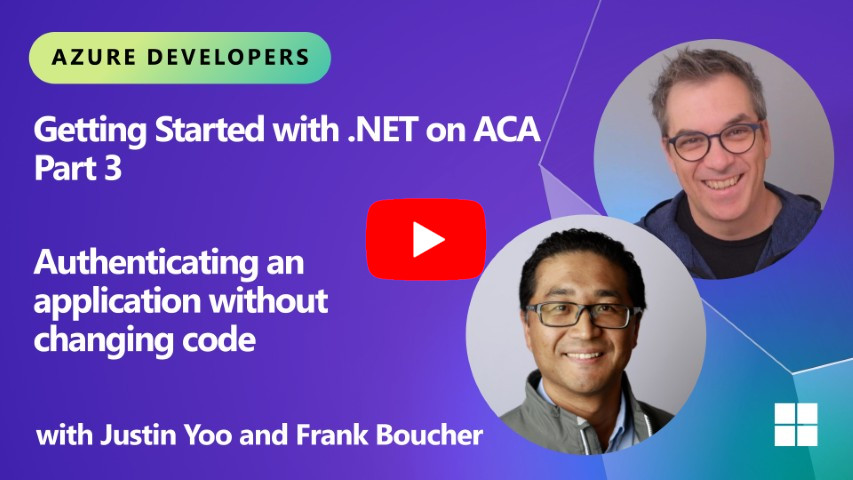 AZURE DEVELOPERS
Getting Started with .NET on ACA
Part 3
Authenticating an
application without
changing code
with Justin Yoo and Frank Boucher